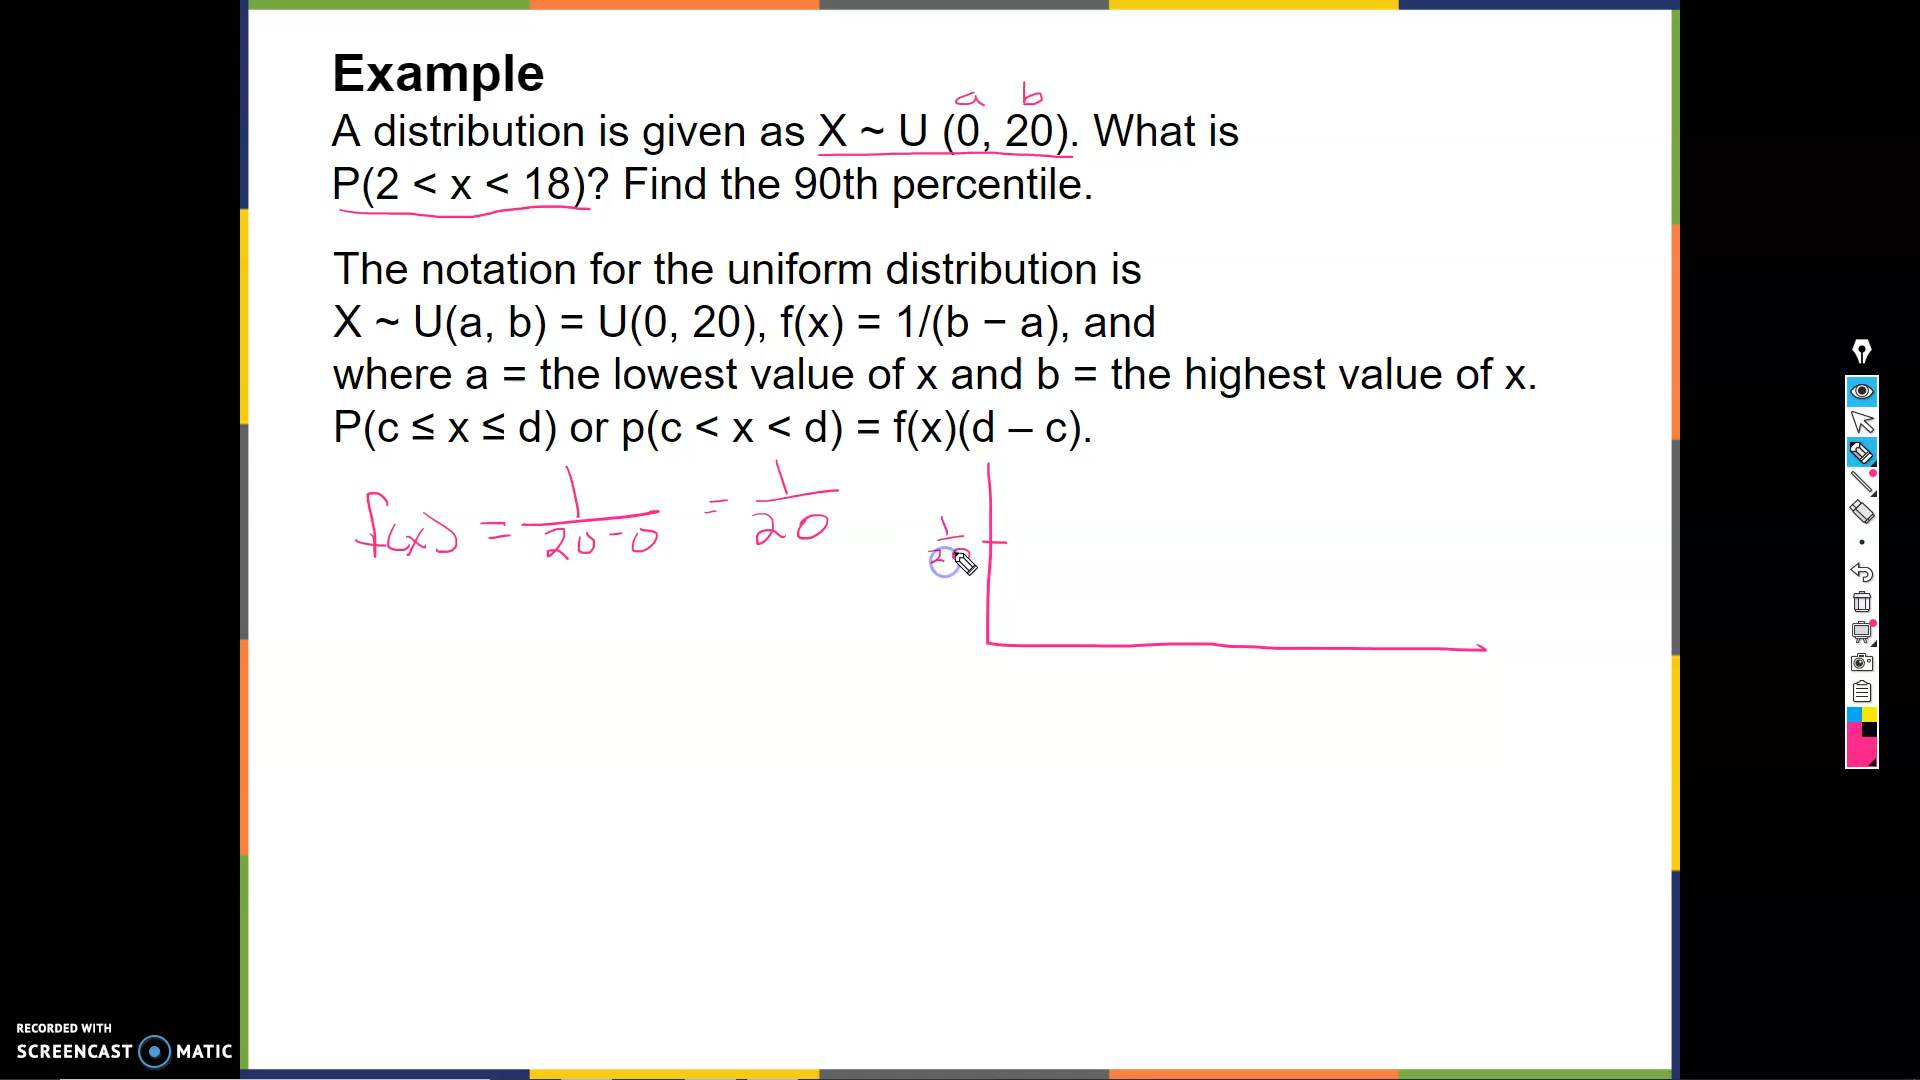 Example
a b
A distribution is given as X ~ U (0, 20). What is
P(2 < x < 18)? Find the 90th percentile.
The notation for the uniform distribution is
X ~ U(a, b) = U(0, 20), f(x) = 1/(b − a), and
where a = the lowest value of x and b = the highest value of x.
P(c ≤ x ≤ d) or p(c < x < d) = f(x)(d – c).
f(x) = 1/20-0 = 1/20
1/20
RECORDED WITH
SCREENCAST MATIC